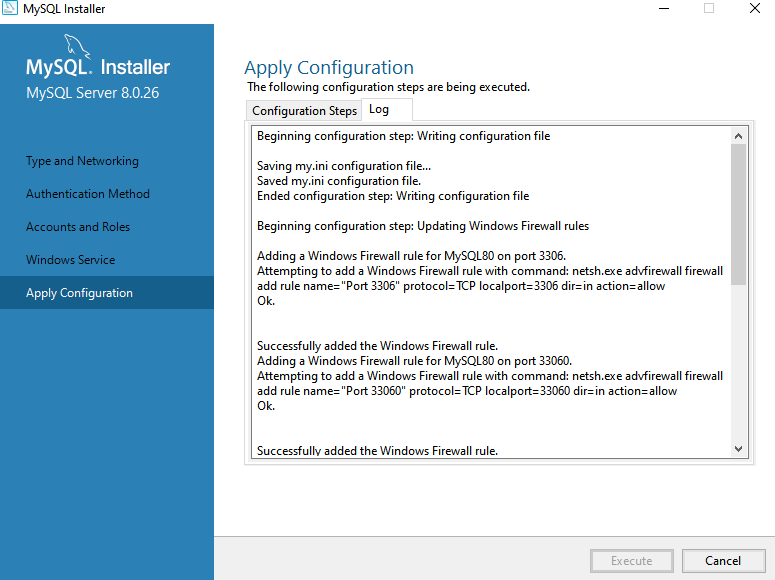 MySQL Installer
MySQL. Installer
MySQL Server 8.0.26
Type and Networking
Authentication Method
Accounts and Roles
Windows Service
Apply Configuration
Apply Configuration
The following configuration steps are being executed.
Configuration Steps
Log
Beginning configuration step: Writing configuration file
Saving my.ini configuration file...
Saved my.ini configuration file.
Ended configuration step: Writing configuration file
Beginning configuration step: Updating Windows Firewall rules
Adding a Windows Firewall rule for MySQL80 on port 3306.
Attempting to add a Windows Firewall rule with command: netsh.exe advfirewall firewall
add rule name="Port 3306" protocol=TCP localport=3306 dir=in action=allow
Ok.
Successfully added the Windows Firewall rule.
Adding a Windows Firewall rule for MySQL80 on port 33060.
Attempting to add a Windows Firewall rule with command: netsh.exe advfirewall firewall
add rule name="Port 33060" protocol=TCP localport=33060 dir=in action=allow
Ok.
Successfully added the Windows Firewall rule.
Execute
Cancel